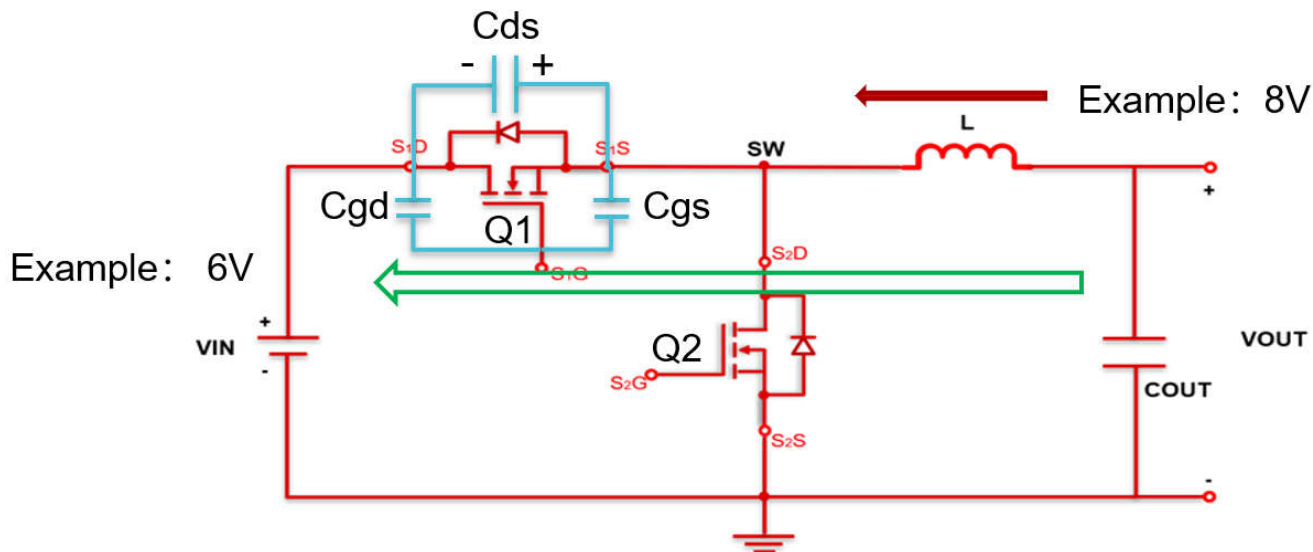 Cds
- +
Example：8V
L
S₁D
S₁S
SW
Cgd
Cgs
Q1
+
Example： 6V
S₁G
S₂D
+
VIN
-
Q2
VOUT
S₂G
COUT
S₂S
-